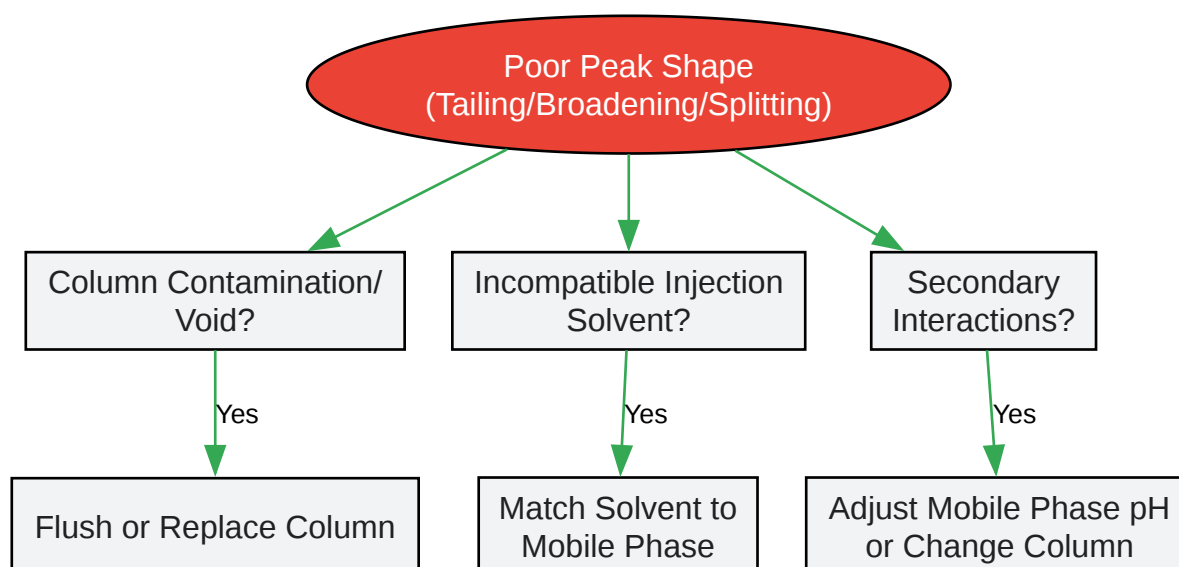 Poor Peak Shape
(Tailing/Broadening/Splitting)
Column Contamination/
Void?
Incompatible Injection
Solvent?
Secondary
Interactions?
Yes
Yes
Yes
Flush or Replace Column
Match Solvent to
Mobile Phase
Adjust Mobile Phase pH
or Change Column